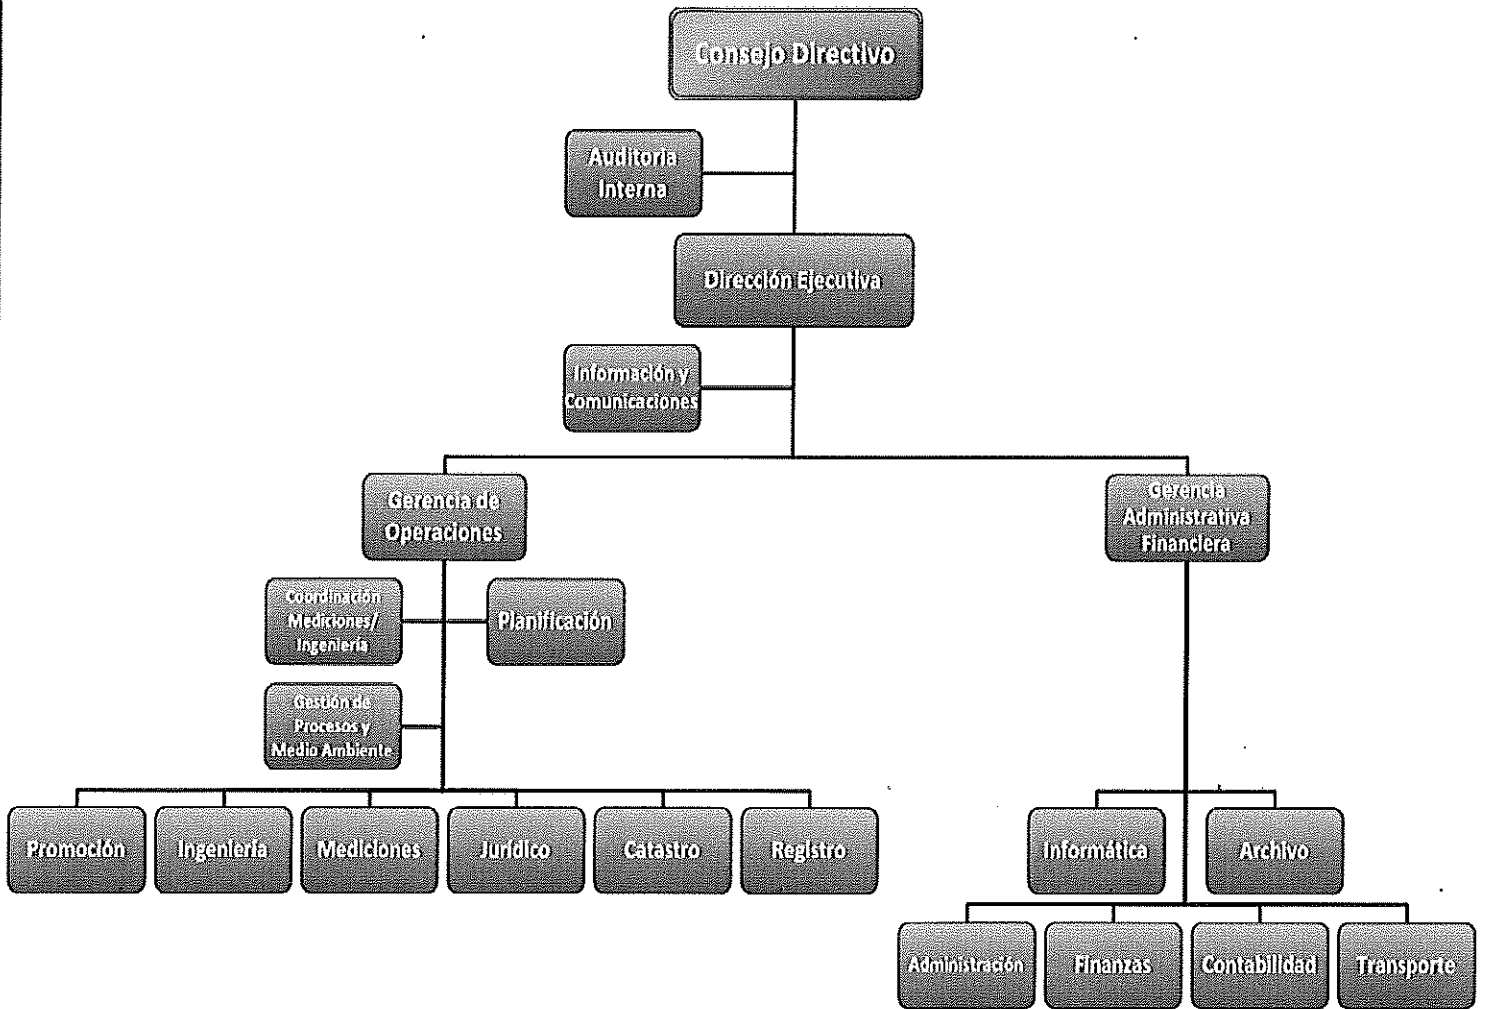 Consejo Directivo
Auditoria
Interna
Dirección Ejecutiva
Información y
Comunicaciones
Gerencia de
Operaciones
Gerencia
Administrativa
Financiera
Coordinación
Mediciones/
Ingeniería
Planificación
Gestión de
Procesos y
Medio Ambiente
Promoción
Ingeniería
Mediciones
Jurídico
Catastro
Registro
Informática
Archivo
Administración
Finanzas
Contabilidad
Transporte